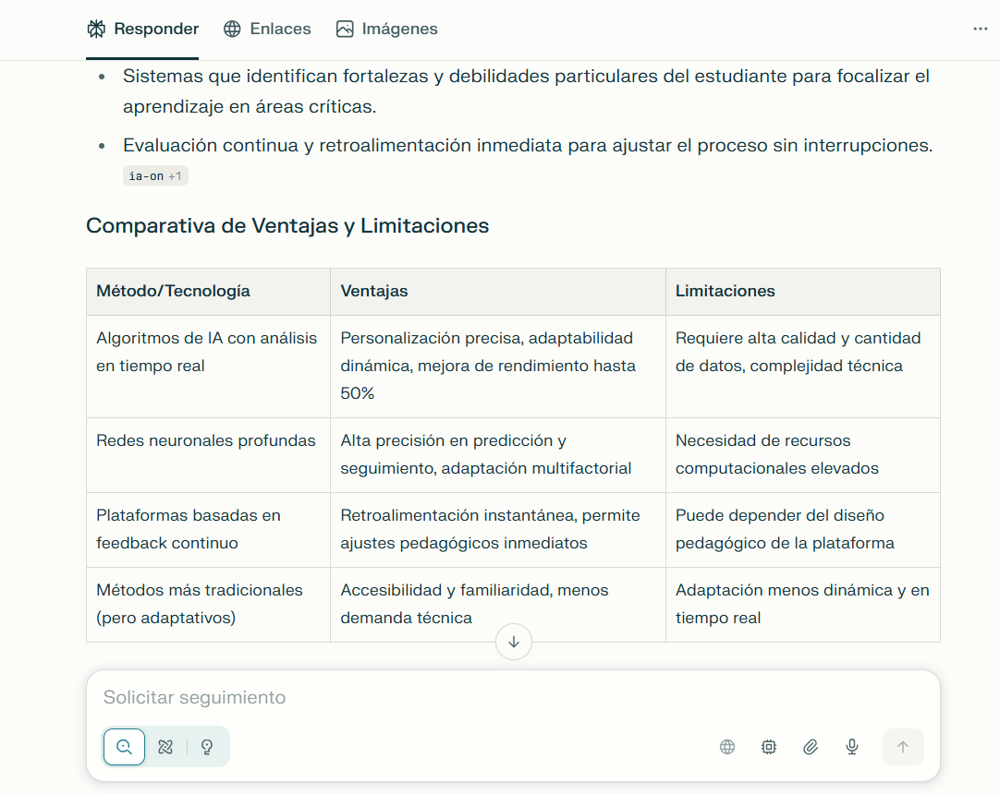 Responder Enlaces Imágenes
Sistemas que identifican fortalezas y debilidades particulares del estudiante para focalizar el
aprendizaje en áreas críticas.
Evaluación continua y retroalimentación inmediata para ajustar el proceso sin interrupciones.
ia-on +1
Comparativa de Ventajas y Limitaciones
Método/Tecnología Ventajas Limitaciones
Algoritmos de IA con análisis
en tiempo real
Personalización precisa, adaptabilidad
dinámica, mejora de rendimiento hasta
50%
Requiere alta calidad y cantidad
de datos, complejidad técnica
Redes neuronales profundas
Alta precisión en predicción y
seguimiento, adaptación multifactorial
Necesidad de recursos
computacionales elevados
Plataformas basadas en
feedback continuo
Retroalimentación instantánea, permite
ajustes pedagógicos inmediatos
Puede depender del diseño
pedagógico de la plataforma
Métodos más tradicionales
(pero adaptativos)
Accesibilidad y familiaridad, menos
demanda técnica
Adaptación menos dinámica y en
tiempo real
Solicitar seguimiento